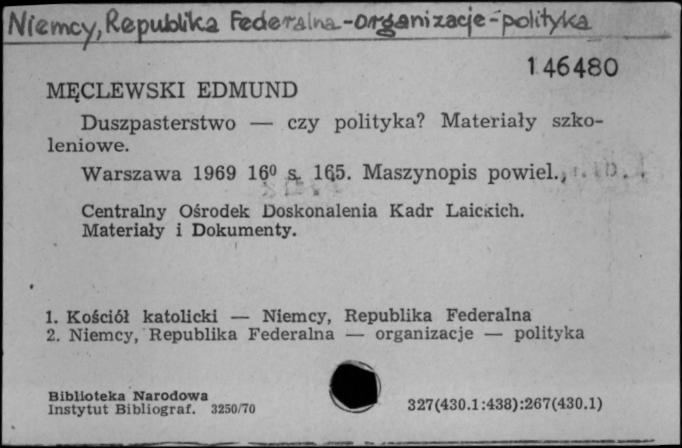 Niemcy, Republika Federalna-organizacje-polityka
146480
MĘCLEWSKI EDMUND
Duszpasterstwo — czy polityka? Materiały szko-
leniowe.
Warszawa 1969 16⁰ s. 165. Maszynopis powiel.,
Centralny Ośrodek Doskonalenia Kadr Laickich.
Materiały i Dokumenty.
1. Kościół katolicki — Niemcy, Republika Federalna
2. Niemcy, Republika Federalna — organizacje — polityka
Biblioteka Narodowa
Instytut Bibliograf. 3250/70
327(430.1:438):267(430.1)